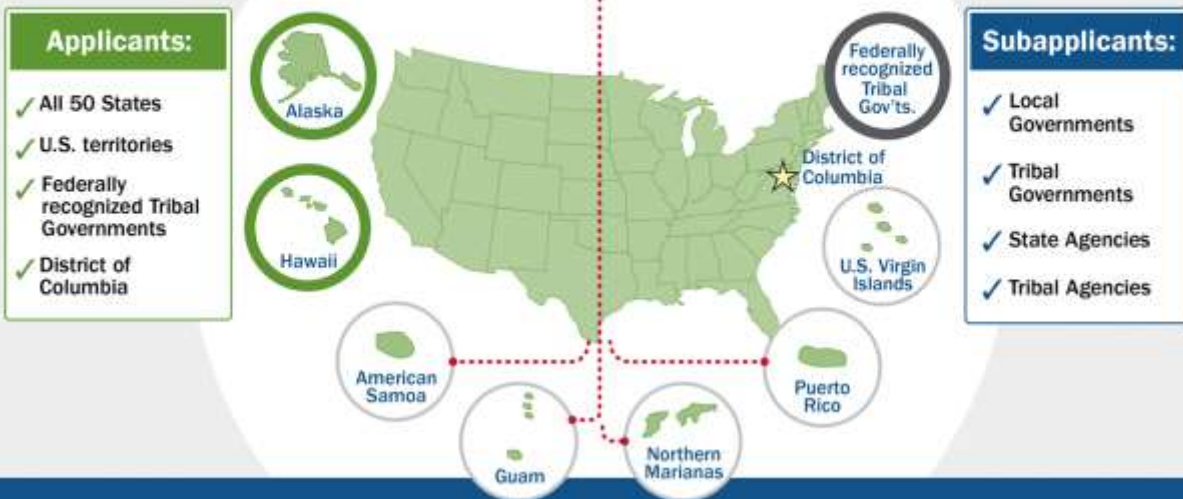 Applicants:
✓ All 50 States
✓ U.S. territories
✓ Federally
recognized Tribal
Governments
✓ District of
Columbia
Alaska
Hawaii
Federally
recognized
Tribal
Gov'ts.
District of
Columbia
U.S. Virgin
Islands
American
Samoa
Guam
Northern
Marianas
Puerto
Rico
Subapplicants:
✓ Local
Governments
✓ Tribal
Governments
✓ State Agencies
✓ Tribal Agencies